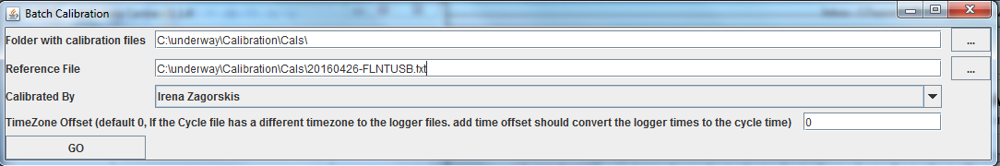 Batch Calibration
Folder with calibration files C:\underway\Calibration\Cals\ ...
Reference File C:\underway\Calibration\Cals\20160426-FLNTUSB.txt ...
Calibrated By Irena Zagorskis
TimeZone Offset (default 0, If the Cycle file has a different timezone to the logger files. add time offset should convert the logger times to the cycle time) 0
GO